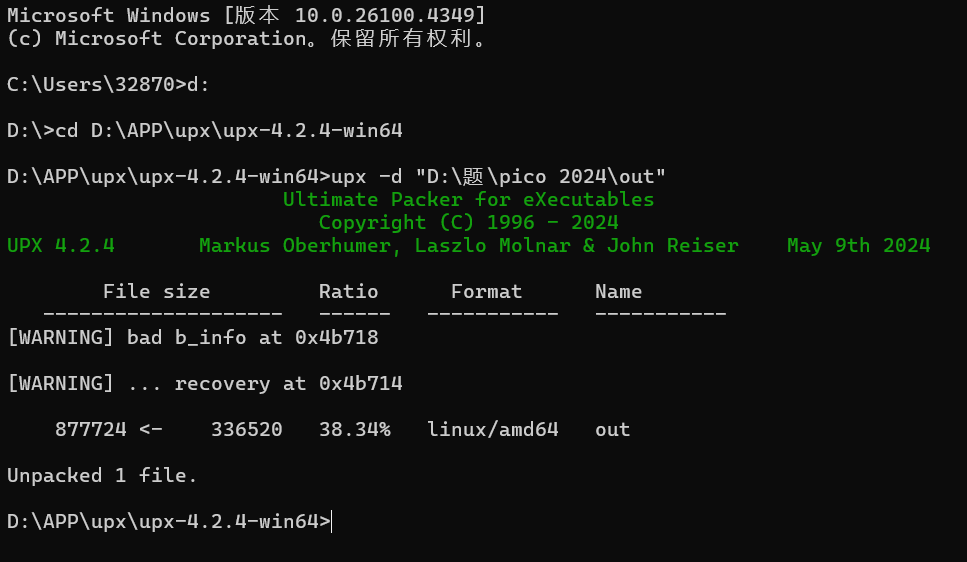 Microsoft Windows [版本 10.0.26100.4349]
(c) Microsoft Corporation。保留所有权利。
C:\Users\32870>d:
D:\>cd D:\APP\upx\upx-4.2.4-win64
D:\APP\upx\upx-4.2.4-win64>upx -d "D:\题\pico 2024\out"
Ultimate Packer for eXecutables
Copyright (C) 1996 - 2024
UPX 4.2.4       Markus Oberhumer, Laszlo Molnar & John Reiser    May 9th 2024
File size         Ratio      Format      Name
--------------------   ------   -----------   -----------
[WARNING] bad b_info at 0x4b718
[WARNING] ... recovery at 0x4b714
877724 <-    336520   38.34%   linux/amd64   out
Unpacked 1 file.
D:\APP\upx\upx-4.2.4-win64>